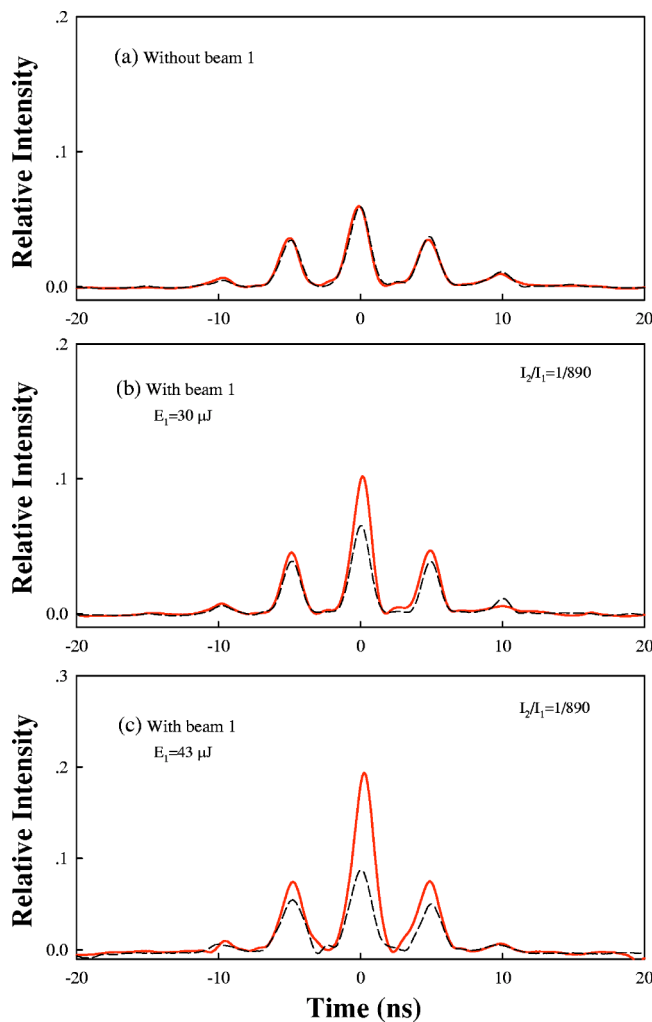 .2
(a) Without beam 1
.1
0.0
Relative Intensity
-20 -10 0 10 20
.2
(b) With beam 1
E₁=30 μJ
I₂/I₁=1/890
.1
0.0
Relative Intensity
-20 -10 0 10 20
.3
(c) With beam 1
E₁=43 μJ
I₂/I₁=1/890
.2
.1
0.0
Relative Intensity
-20 -10 0 10 20
Time (ns)